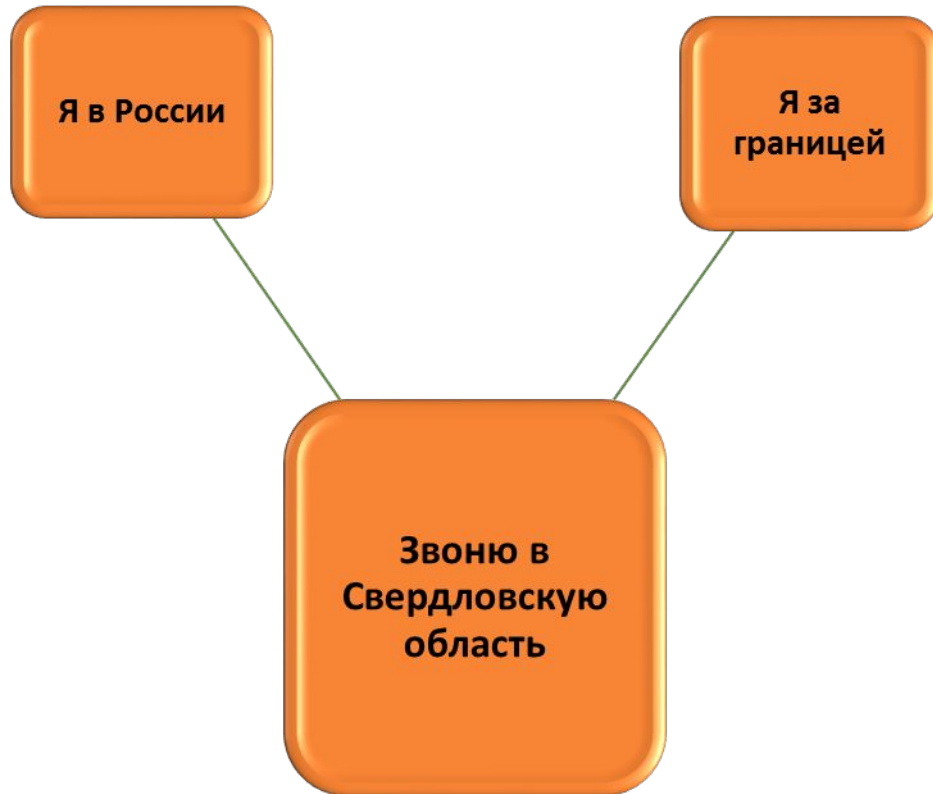 Я в России
Я за
границей
Звоню в
Свердловскую
область